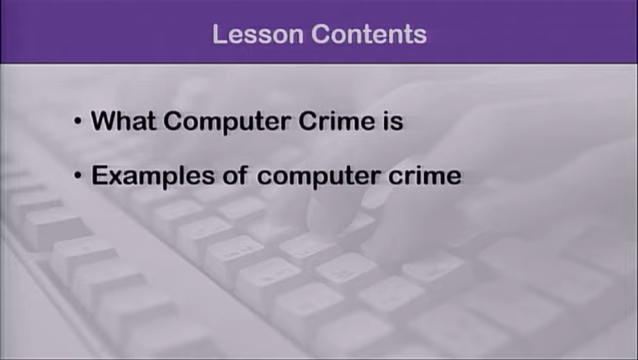 Lesson Contents
• What Computer Crime is
• Examples of computer crime